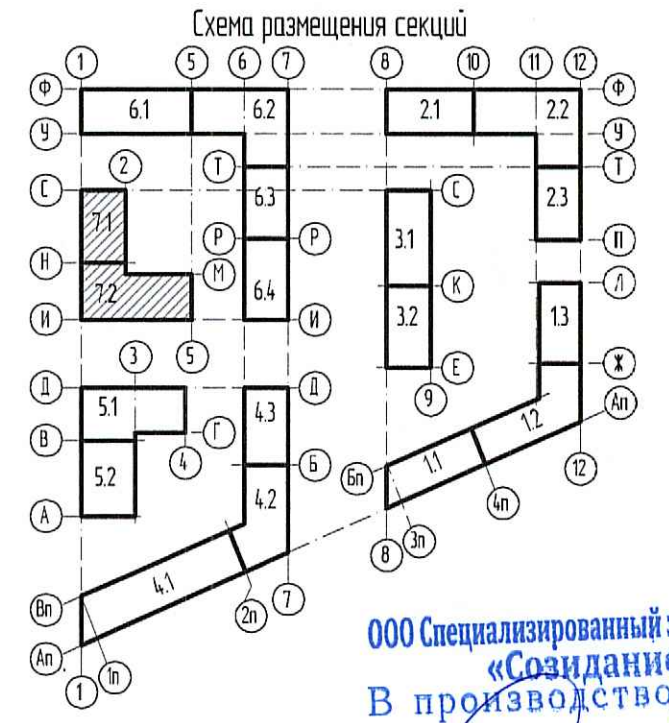 Схема размещения секций
1 5 6 7 8 10 11 12
Ф 6.1 6.2 2.1 2.2 Ф
У У
2 Т Т
С 7.1 6.3 С 2.3
Р Р 3.1 П
Н М 6.4 К Л
И 7.2 И 3.2 1.3
3 5 Е Ж
Д 5.1 4.3 Д 9 Ап
В Г 1.2
4 Б Бп 1.1 12
А 5.2 4.2 4п
8 3п
4.1
Вп 2п 7
Ап
1 1п
ООО Специализированный
«Созидание
В производство